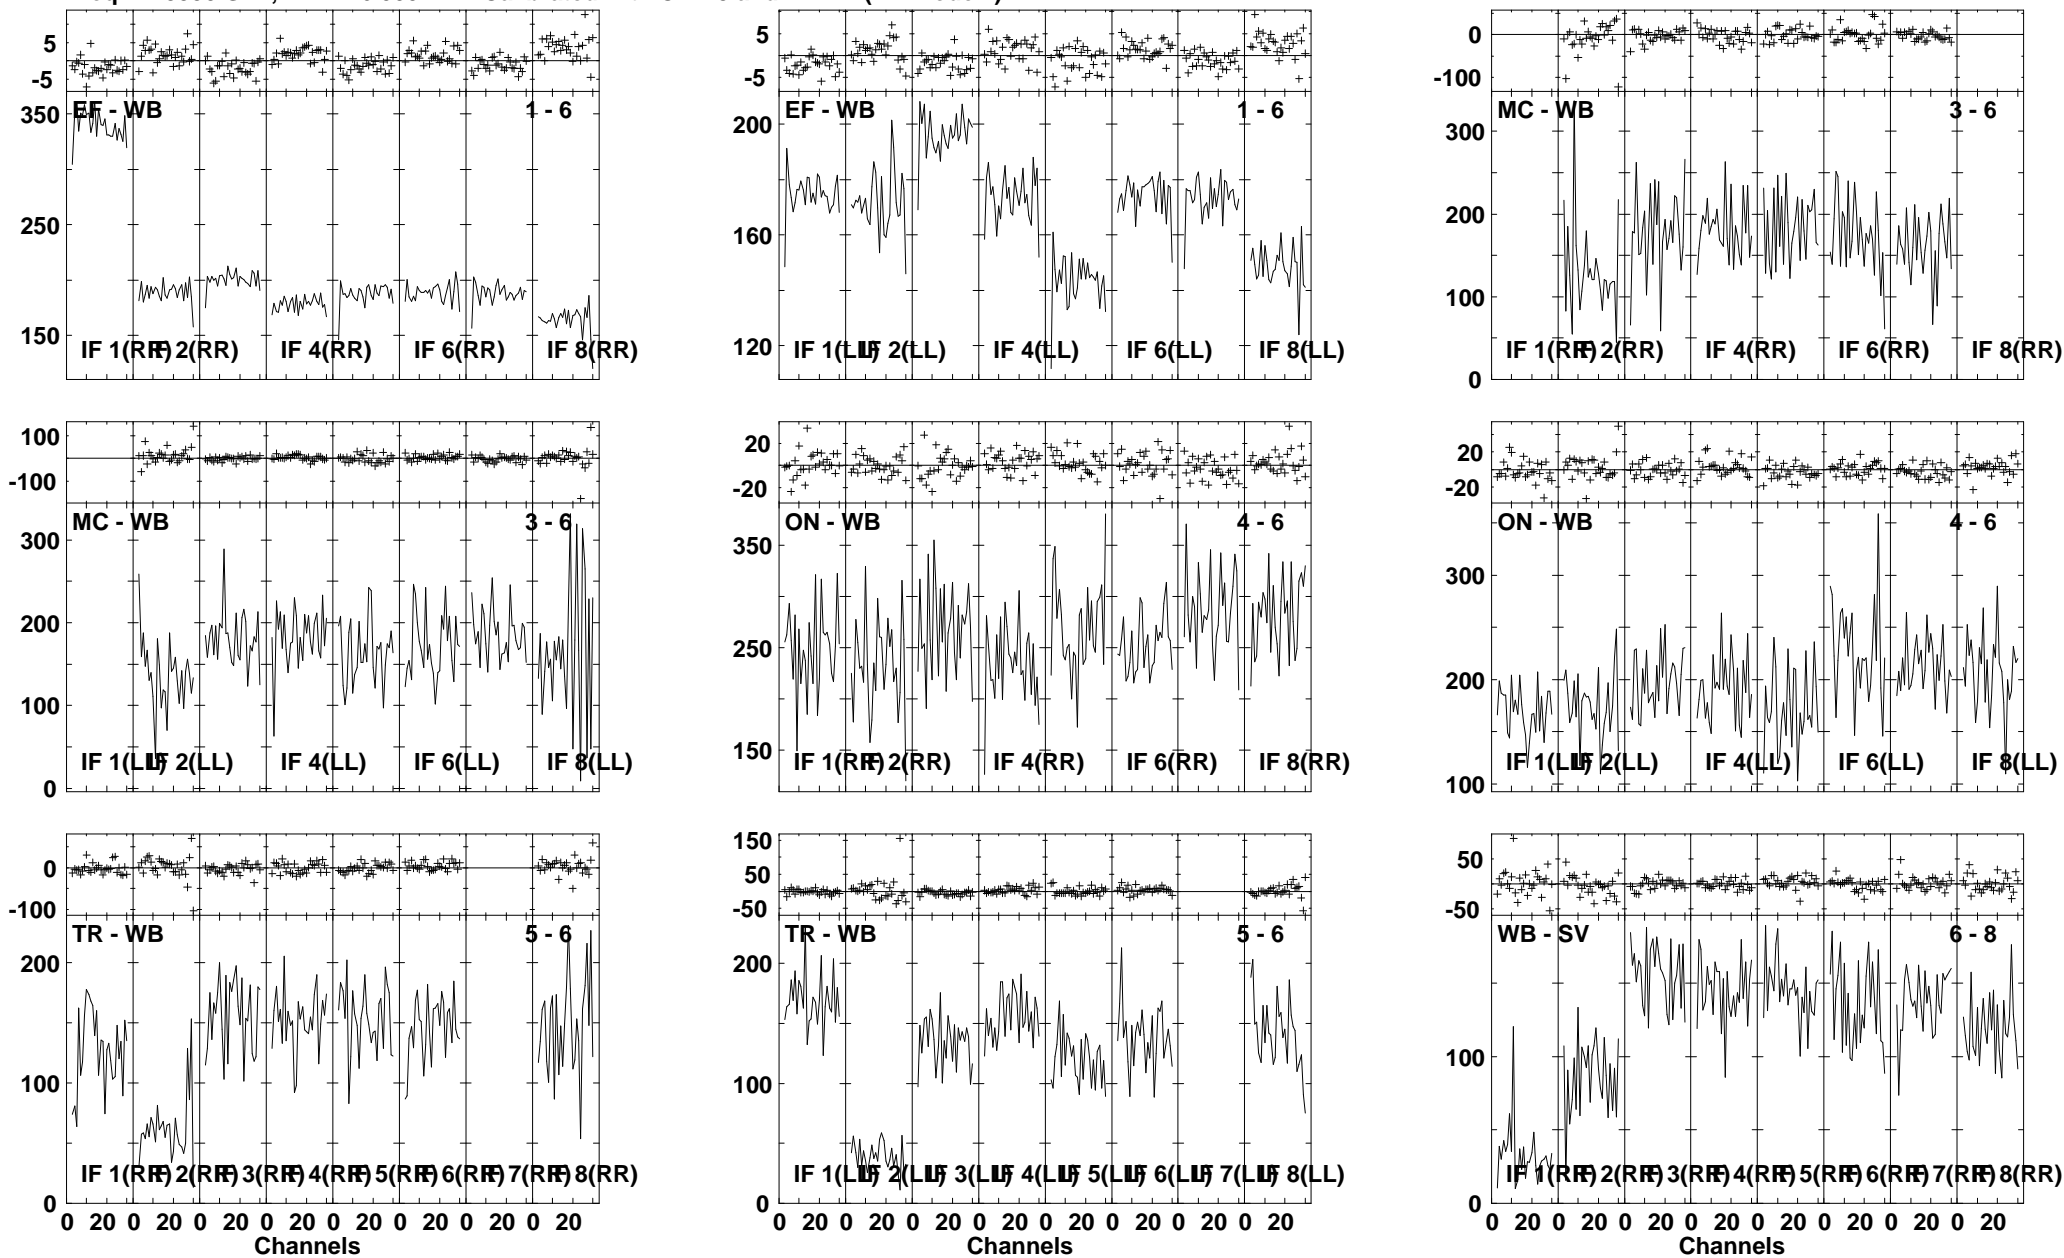 5 5 0
-5 -5 -100
EF - WB 1 - 6 EF - WB 1 - 6 MC - WB 3 - 6
350 200 300
250 160 200
150 120 100
0
IF 1(RR) IF 2(RR) IF 4(RR) IF 6(RR) IF 8(RR) IF 1(LL) IF 2(LL) IF 4(LL) IF 6(LL) IF 8(LL) IF 1(RR) IF 2(RR) IF 4(RR) IF 6(RR) IF 8(RR)
100 20 20
-100 -20 -20
MC - WB 3 - 6 ON - WB 4 - 6 ON - WB 4 - 6
300 350 300
200 250 200
100 150 100
0
IF 1(LL) IF 2(LL) IF 4(LL) IF 6(LL) IF 8(LL) IF 1(RR) IF 2(RR) IF 4(RR) IF 6(RR) IF 8(RR) IF 1(LL) IF 2(LL) IF 4(LL) IF 6(LL) IF 8(LL)
0 150 50
-100 50 -50
-50
TR - WB 5 - 6 TR - WB 5 - 6 WB - SV 6 - 8
200 200 100
100 100 0
0 0
IF 1(RR) IF 2(RR) IF 3(RR) IF 4(RR) IF 5(RR) IF 6(RR) IF 7(RR) IF 8(RR) IF 1(LL) IF 2(LL) IF 3(LL) IF 4(LL) IF 5(LL) IF 6(LL) IF 7(LL) IF 8(LL) IF 1(RR) IF 2(RR) IF 3(RR) IF 4(RR) IF 5(RR) IF 6(RR) IF 7(RR) IF 8(RR)
0 20 0 20 0 20 0 20 0 20 0 20 0 20 0 20 0 20 0 20 0 20 0 20 0 20 0 20 0 20 0 20 0 20 0 20 0 20 0 20 0 20 0 20 0 20 0 20
Channels Channels Channels